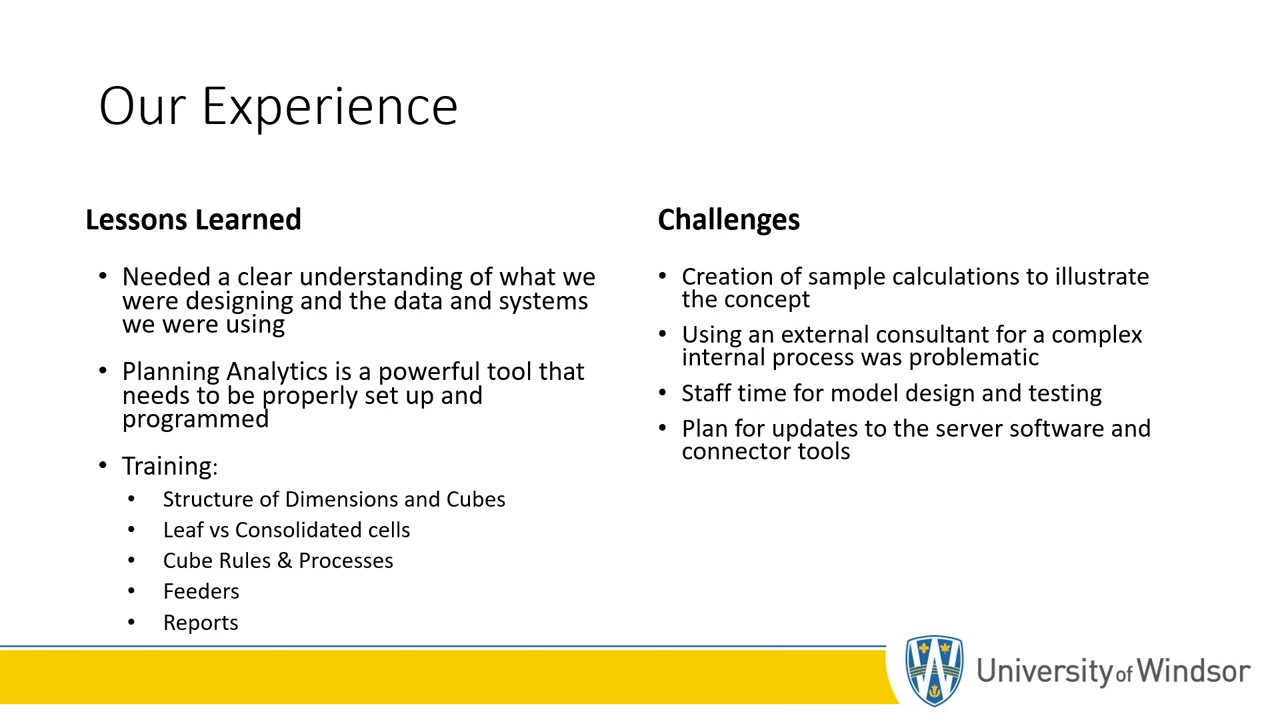 Our Experience
Lessons Learned
• Needed a clear understanding of what we
were designing and the data and systems
we were using
• Planning Analytics is a powerful tool that
needs to be properly set up and
programmed
• Training:
• Structure of Dimensions and Cubes
• Leaf vs Consolidated cells
• Cube Rules & Processes
• Feeders
• Reports
Challenges
• Creation of sample calculations to illustrate
the concept
• Using an external consultant for a complex
internal process was problematic
• Staff time for model design and testing
• Plan for updates to the server software and
connector tools
University of Windsor